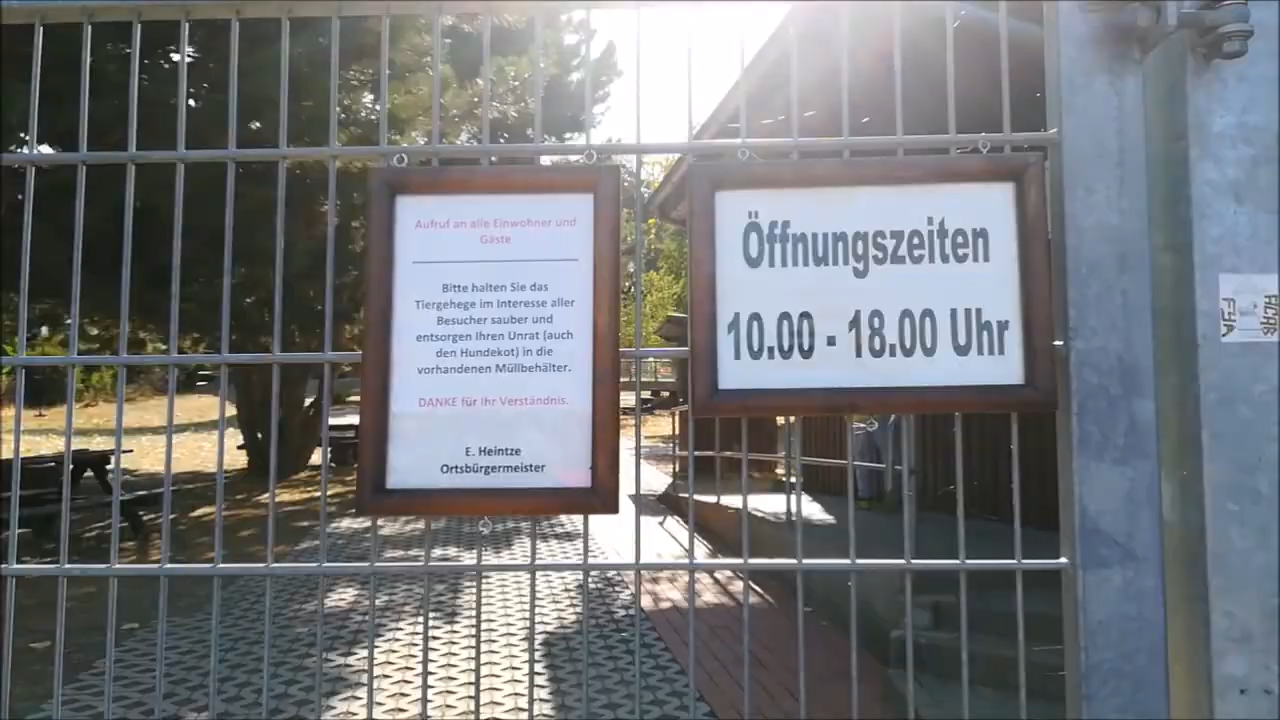 Aufruf an alle Einwohner und
Gäste
Bitte halten Sie das
Tiergehege im Interesse aller
Besucher sauber und
entsorgen Ihren Unrat (auch
den Hundekot) in die
vorhandenen Müllbehälter.
DANKE für Ihr Verständnis.
E. Heintze
Ortsbürgermeister
Öffnungszeiten
10.00 - 18.00 Uhr